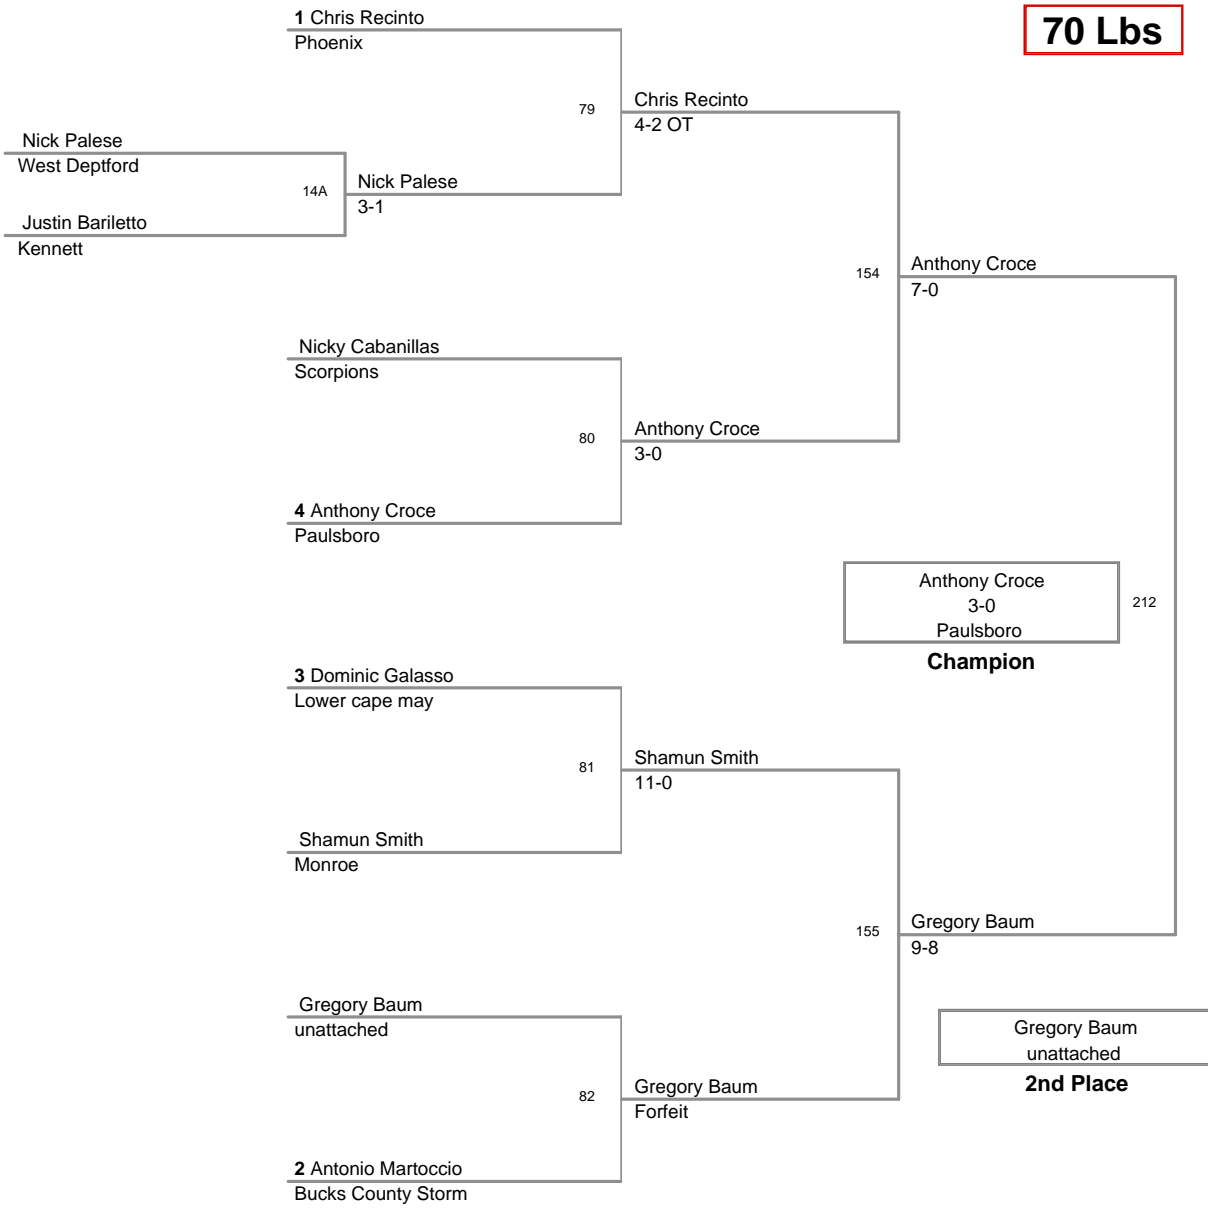 1 Chris Recinto
Phoenix
70 Lbs
79
Chris Recinto
4-2 OT
Nick Palese
West Deptford
14A
Nick Palese
3-1
Justin Bariletto
Kennett
154
Anthony Croce
7-0
Nicky Cabanillas
Scorpions
80
Anthony Croce
3-0
4 Anthony Croce
Paulsboro
Anthony Croce
3-0
Paulsboro
212
Champion
3 Dominic Galasso
Lower cape may
81
Shamun Smith
11-0
Shamun Smith
Monroe
155
Gregory Baum
9-8
Gregory Baum
unattached
Gregory Baum
unattached
2nd Place
82
Gregory Baum
Forfeit
2 Antonio Martoccio
Bucks County Storm